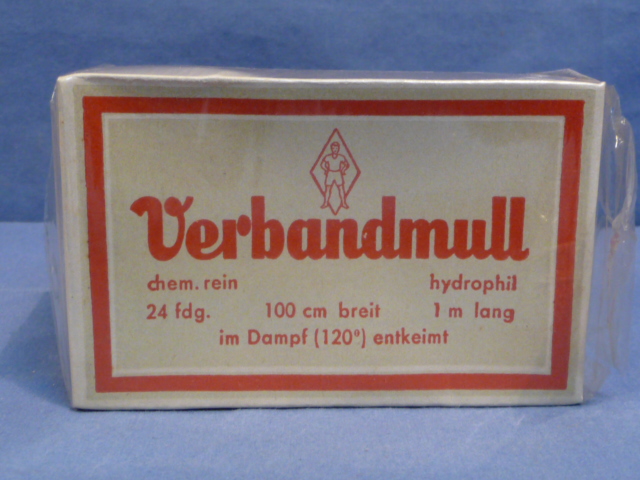 Verbandmull
chem. rein hydrophil
24 fdg. 100 cm breit 1 m lang
im Dampf (120°) entkeimt